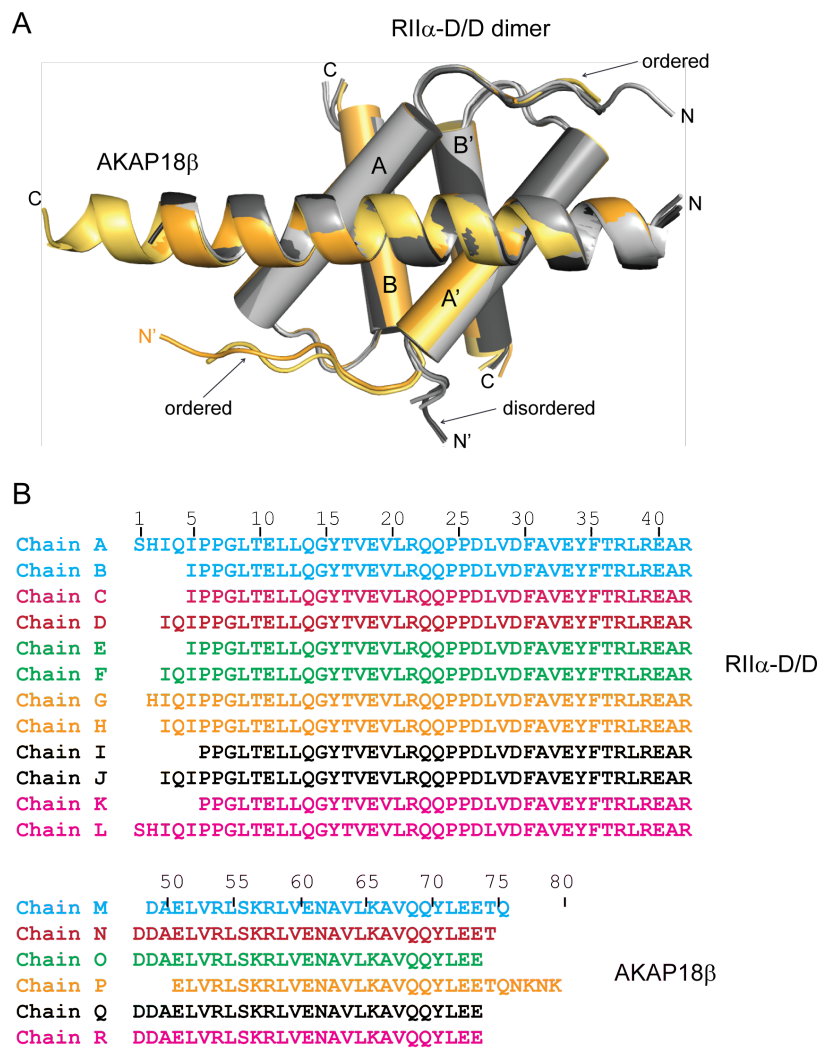 A
RIIα-D/D dimer
ordered
C
N
A
B'
AKAP18β
C
N
B
A'
N'
C
ordered
disordered
N'
B
1 5 10 15 20 25 30 35 40
Chain A SHIQIPPGLTELLQGYTVEVLRQQPPDLVDFAVEYFTRLREAR
Chain B IPPGLTELLQGYTVEVLRQQPPDLVDFAVEYFTRLREAR
Chain C IPPGLTELLQGYTVEVLRQQPPDLVDFAVEYFTRLREAR
Chain D IQIPPGLTELLQGYTVEVLRQQPPDLVDFAVEYFTRLREAR
Chain E IPPGLTELLQGYTVEVLRQQPPDLVDFAVEYFTRLREAR
RIIα-D/D
Chain F IQIPPGLTELLQGYTVEVLRQQPPDLVDFAVEYFTRLREAR
Chain G HIQIPPGLTELLQGYTVEVLRQQPPDLVDFAVEYFTRLREAR
Chain H IQIPPGLTELLQGYTVEVLRQQPPDLVDFAVEYFTRLREAR
Chain I PPGLTELLQGYTVEVLRQQPPDLVDFAVEYFTRLREAR
Chain J IQIPPGLTELLQGYTVEVLRQQPPDLVDFAVEYFTRLREAR
Chain K PPGLTELLQGYTVEVLRQQPPDLVDFAVEYFTRLREAR
Chain L SHIQIPPGLTELLQGYTVEVLRQQPPDLVDFAVEYFTRLREAR
50 55 60 65 70 75 80
Chain M DAELVRLSKRLVENAVLKAVQQYLEETQ
Chain N DDAELVRLSKRLVENAVLKAVQQYLEET
Chain O DDAELVRLSKRLVENAVLKAVQQYLEE
Chain P ELVRLSKRLVENAVLKAVQQYLEETQNKNK
AKAP18β
Chain Q DDAELVRLSKRLVENAVLKAVQQYLEE
Chain R DDAELVRLSKRLVENAVLKAVQQYLEE